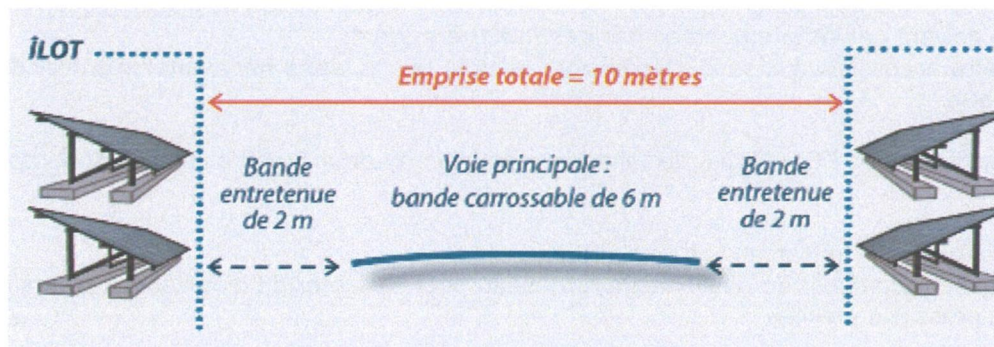 ÎLOT
Emprise totale = 10 mètres
Bande
entretenue
de 2 m
Voie principale :
bande carrossable de 6 m
Bande
entretenue
de 2 m